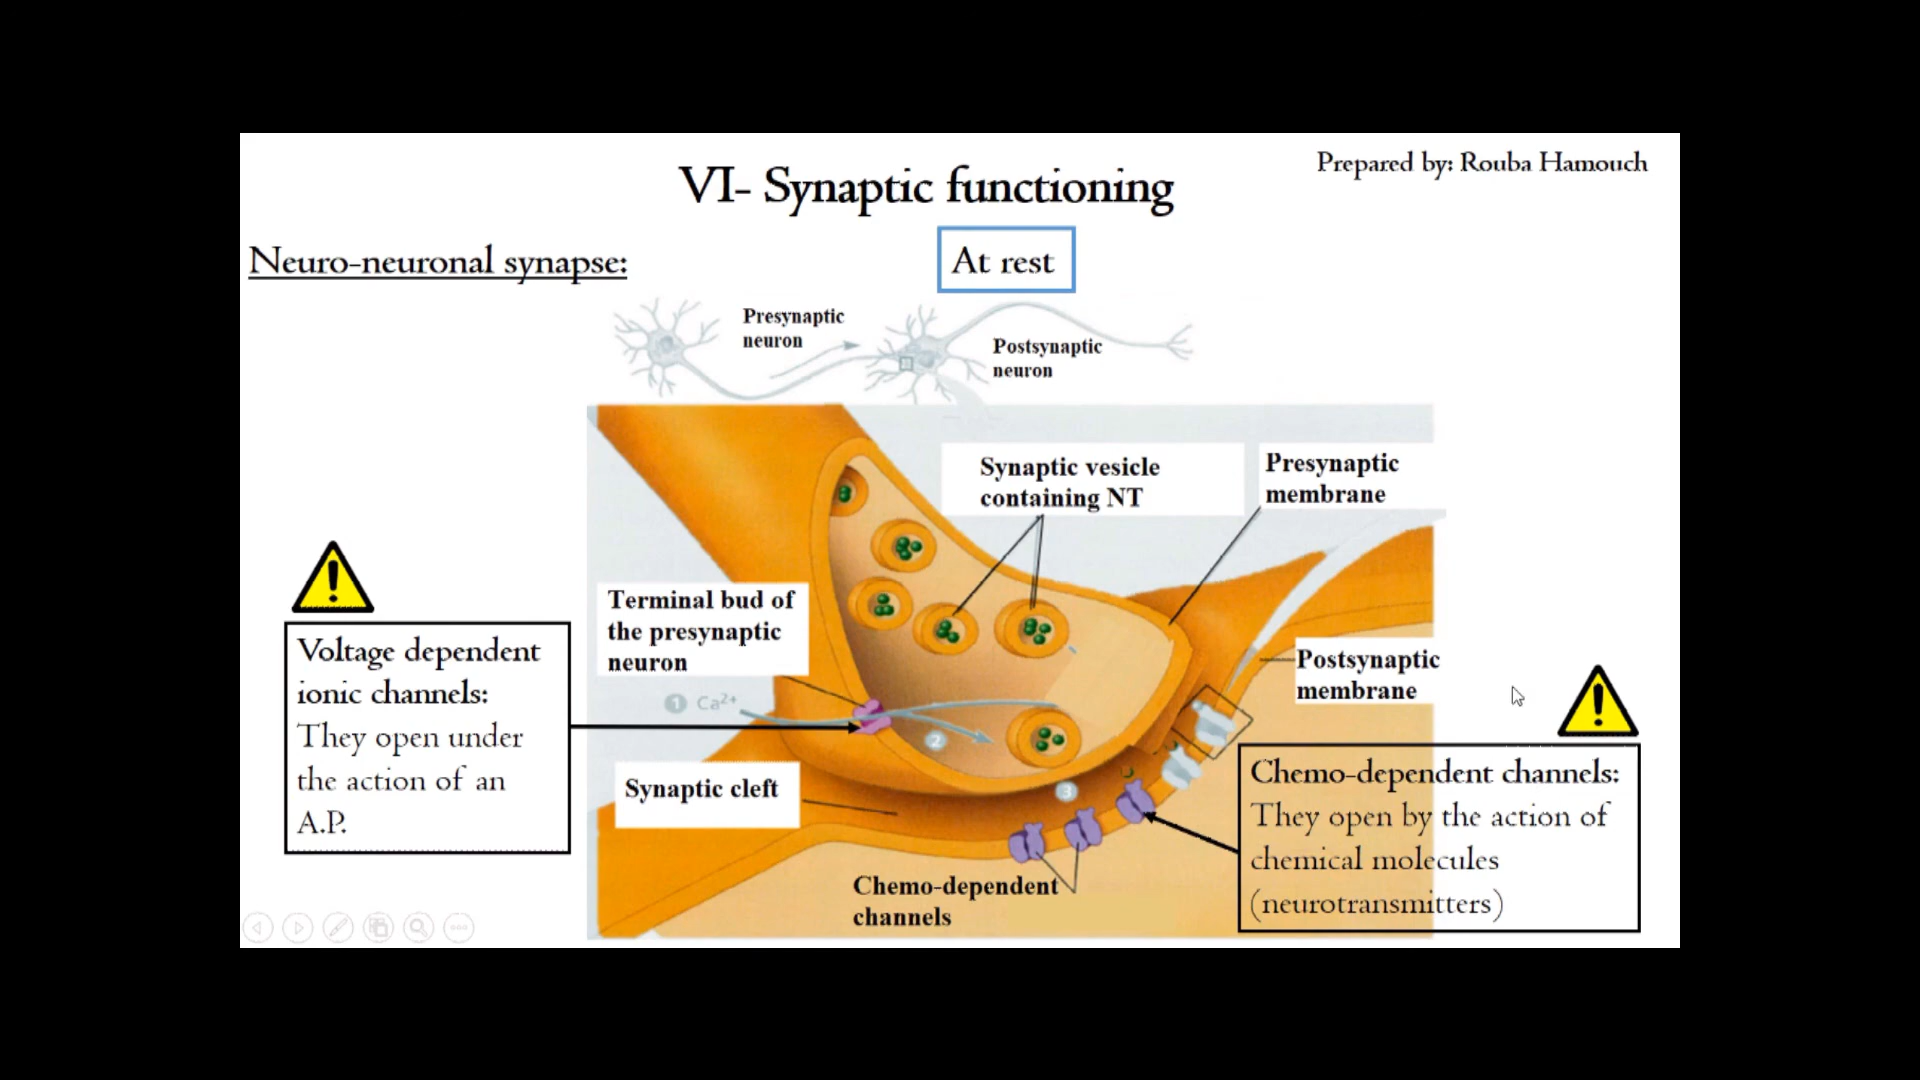 Prepared by: Rouba Hamouch
VI- Synaptic functioning
Neuro-neuronal synapse:
At rest
Presynaptic
neuron
Postsynaptic
neuron
Synaptic vesicle
containing NT
Presynaptic
membrane
Terminal bud of
the presynaptic
neuron
Voltage dependent
ionic channels:
They open under
the action of an
A.P.
1 Ca2+
2
3
Postsynaptic
membrane
Synaptic cleft
Chemo-dependent
channels
Chemo-dependent channels:
They open by the action of
chemical molecules
(neurotransmitters)